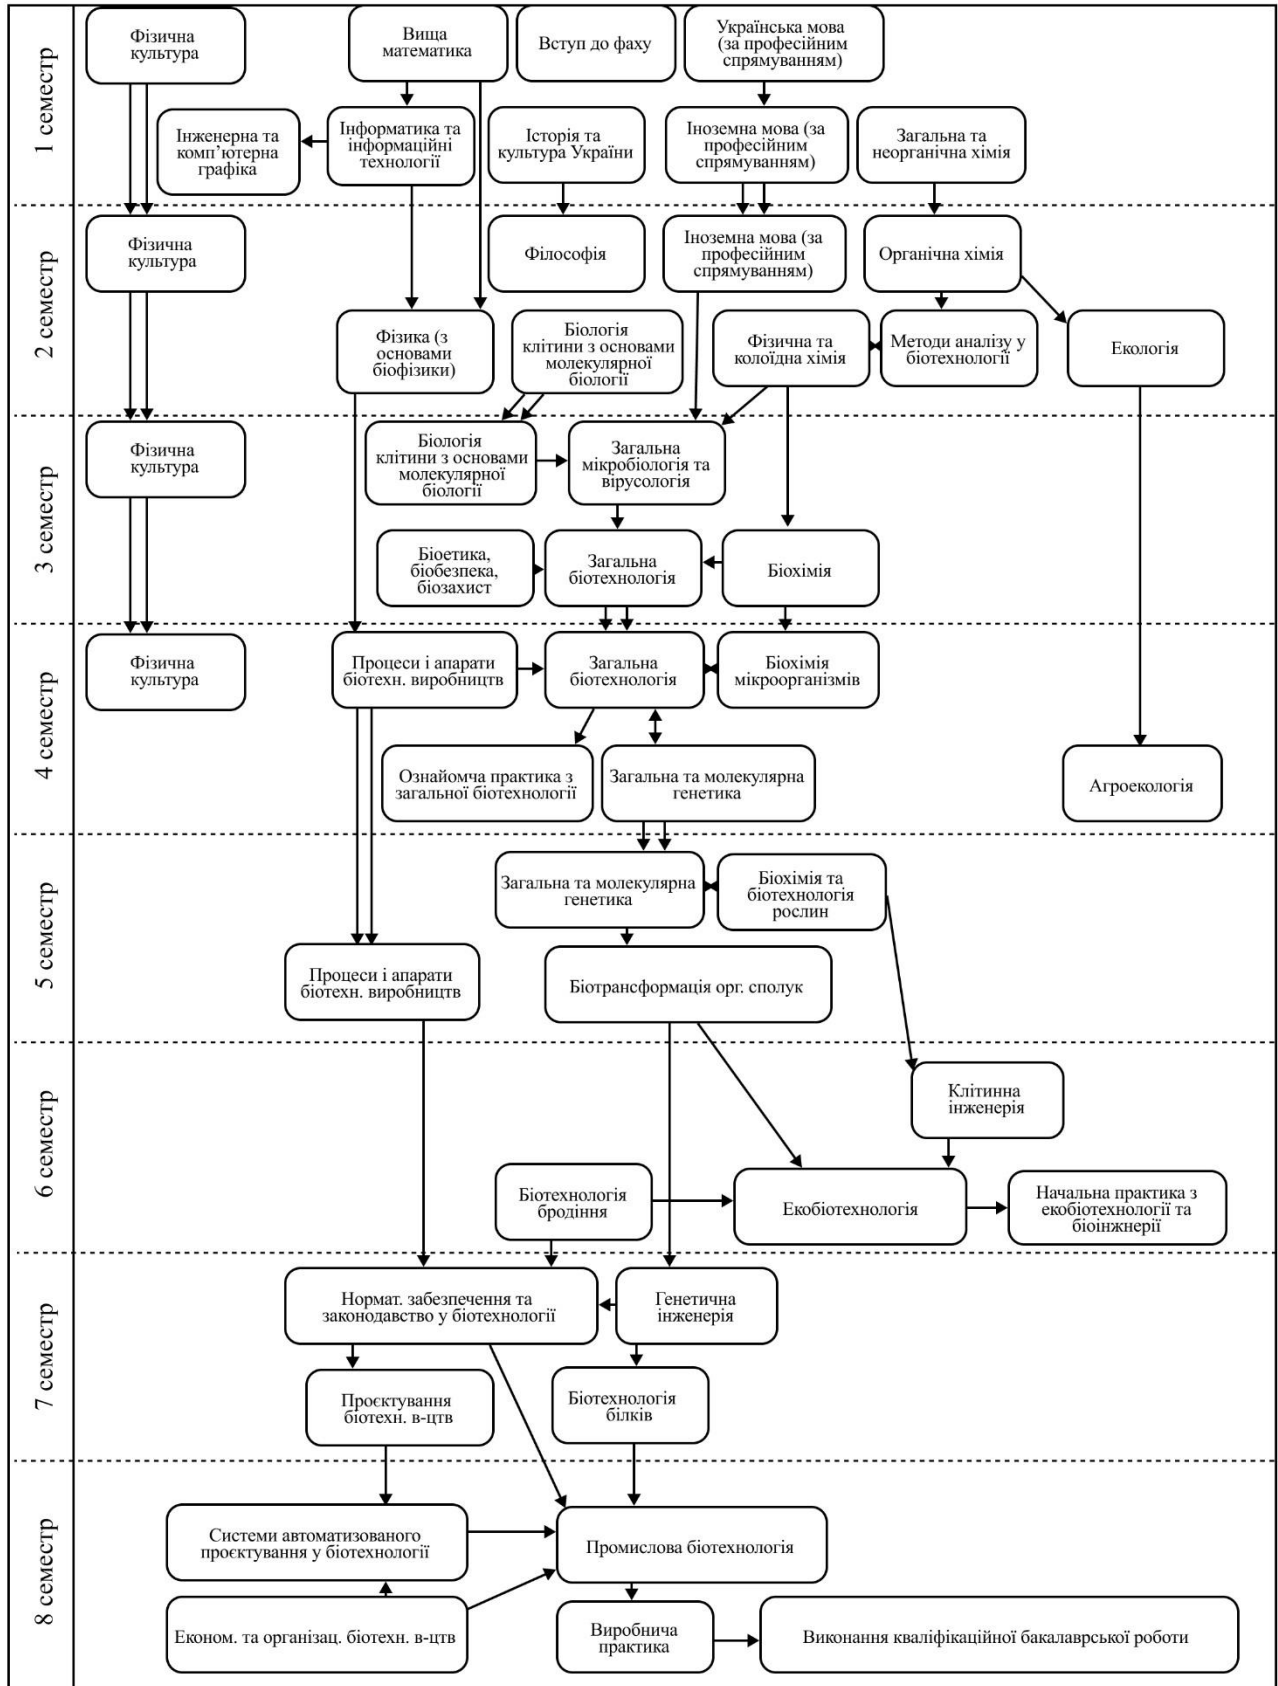 1 семестр
Фізична
культура
Вища
математика
Вступ до фаху
Українська мова
(за професійним
спрямуванням)
Інженерна та
комп’ютерна
графіка
Інформатика та
інформаційні
технології
Історія та
культура України
Іноземна мова (за
професійним
спрямуванням)
Загальна та
неорганічна хімія
2 семестр
Фізична
культура
Філософія
Іноземна мова (за
професійним
спрямуванням)
Органічна хімія
Фізика (з
основами
біофізики)
Біологія
клітини з основами
молекулярної
біології
Фізична та
колоїдна хімія
Методи аналізу у
біотехнології
Екологія
3 семестр
Фізична
культура
Біологія
клітини з основами
молекулярної
біології
Загальна
мікробіологія та
вірусологія
Біоетика,
біобезпека,
біозахист
Загальна
біотехнологія
Біохімія
4 семестр
Фізична
культура
Процеси і апарати
біотехн. виробництв
Загальна
біотехнологія
Біохімія
мікроорганізмів
Ознайомча практика з
загальної біотехнології
Загальна та молекулярна
генетика
Агроекологія
5 семестр
Загальна та молекулярна
генетика
Біохімія та
біотехнологія
рослин
Процеси і апарати
біотехн. виробництв
Біотрансформація орг. сполук
6 семестр
Клітинна
інженерія
Біотехнологія
бродіння
Екобіотехнологія
Начальна практика з
екобіотехнології та
біоінжнерії
7 семестр
Нормат. забезпечення та
законодавство у біотехнології
Генетична
інженерія
Проєктування
біотехн. в-цтв
Біотехнологія
білків
8 семестр
Системи автоматизованого
проєктування у біотехнології
Промислова біотехнологія
Економ. та організац. біотехн. в-цтв
Виробнича
практика
Виконання кваліфікаційної бакалаврської роботи